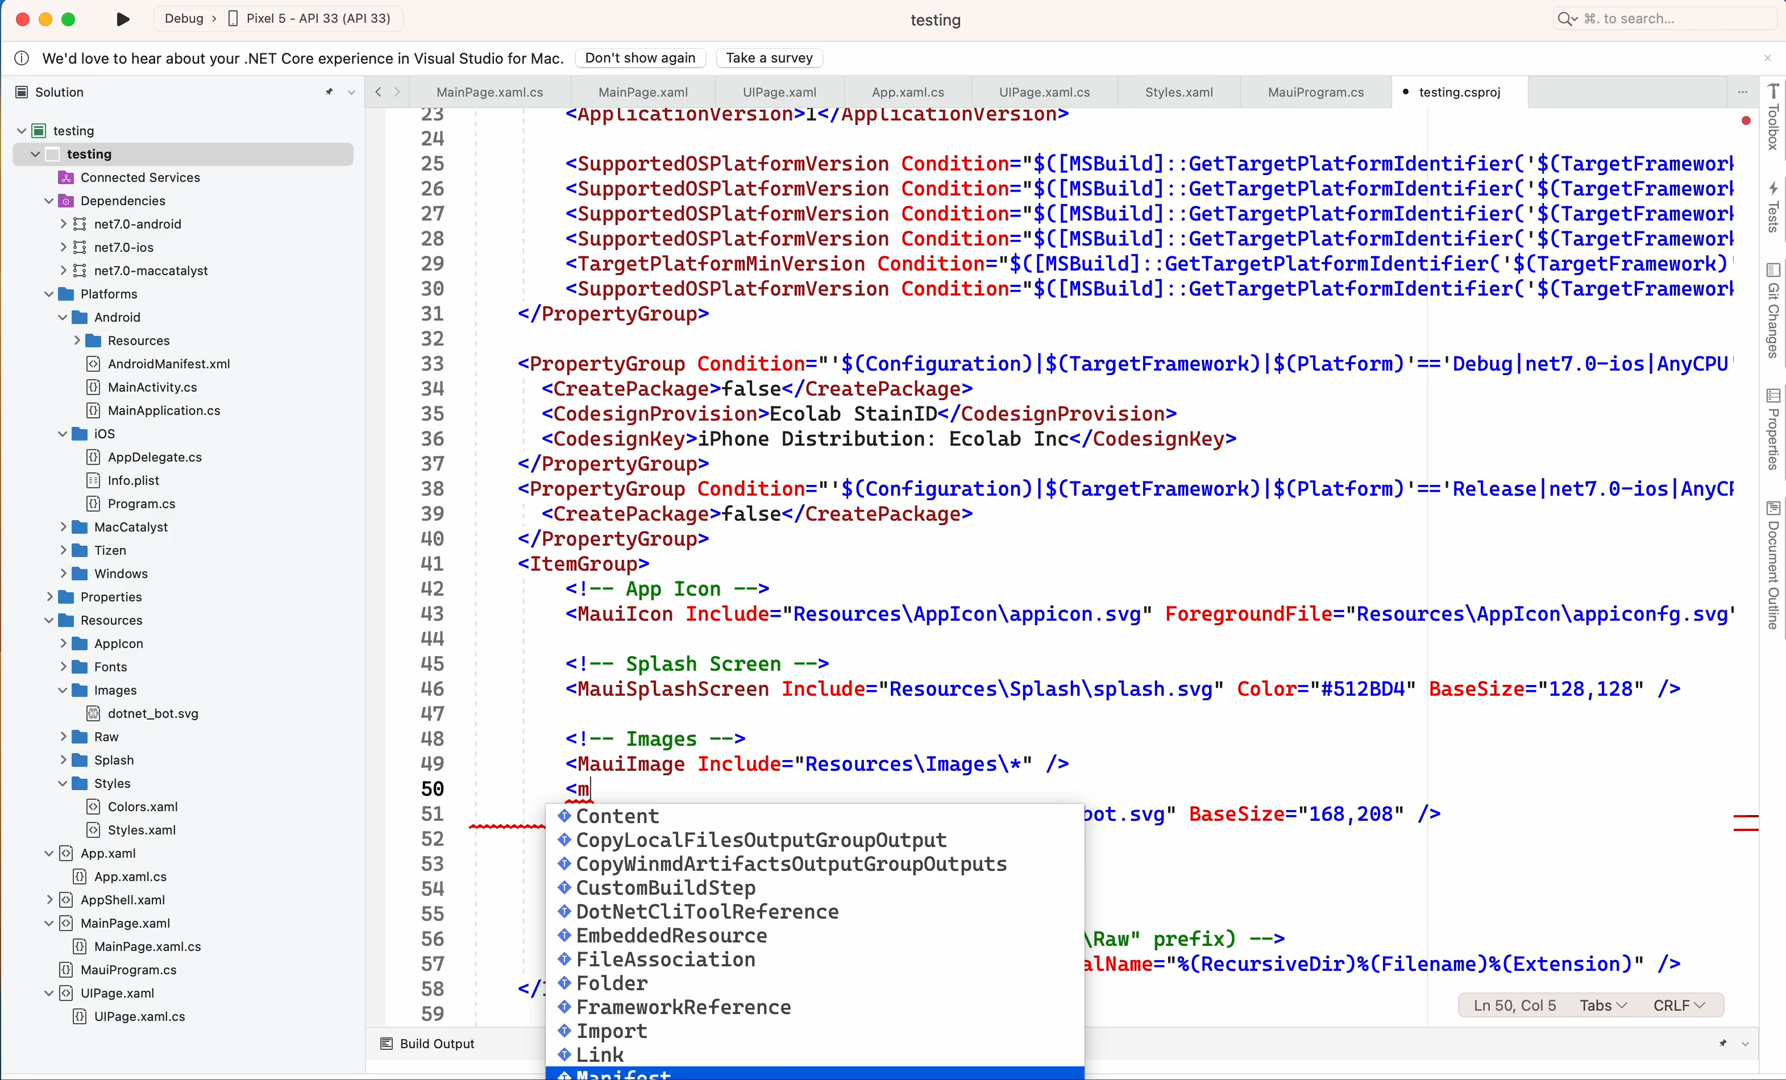 Debug › Pixel 5 - API 33 (API 33)
testing
⌘. to search...
We'd love to hear about your .NET Core experience in Visual Studio for Mac.
Don't show again
Take a survey
Solution
testing
testing
Connected Services
Dependencies
net7.0-android
net7.0-ios
net7.0-maccatalyst
Platforms
Android
Resources
AndroidManifest.xml
MainActivity.cs
MainApplication.cs
iOS
AppDelegate.cs
Info.plist
Program.cs
MacCatalyst
Tizen
Windows
Properties
Resources
AppIcon
Fonts
Images
dotnet_bot.svg
Raw
Splash
Styles
Colors.xaml
Styles.xaml
App.xaml
App.xaml.cs
AppShell.xaml
MainPage.xaml
MainPage.xaml.cs
MauiProgram.cs
UIPage.xaml
UIPage.xaml.cs
MainPage.xaml.cs
MainPage.xaml
UIPage.xaml
App.xaml.cs
UIPage.xaml.cs
Styles.xaml
MauiProgram.cs
testing.csproj
23 <ApplicationVersion>1</ApplicationVersion>
24
25 <SupportedOSPlatformVersion Condition="$([MSBuild]::GetTargetPlatformIdentifier('$(TargetFramework
26 <SupportedOSPlatformVersion Condition="$([MSBuild]::GetTargetPlatformIdentifier('$(TargetFramework
27 <SupportedOSPlatformVersion Condition="$([MSBuild]::GetTargetPlatformIdentifier('$(TargetFramework
28 <SupportedOSPlatformVersion Condition="$([MSBuild]::GetTargetPlatformIdentifier('$(TargetFramework
29 <TargetPlatformMinVersion Condition="$([MSBuild]::GetTargetPlatformIdentifier('$(TargetFramework)'
30 <SupportedOSPlatformVersion Condition="$([MSBuild]::GetTargetPlatformIdentifier('$(TargetFramework
31 </PropertyGroup>
32
33 <PropertyGroup Condition="'$(Configuration)|$(TargetFramework)|$(Platform)'=='Debug|net7.0-ios|AnyCPU'
34 <CreatePackage>false</CreatePackage>
35 <CodesignProvision>Ecolab StainID</CodesignProvision>
36 <CodesignKey>iPhone Distribution: Ecolab Inc</CodesignKey>
37 </PropertyGroup>
38 <PropertyGroup Condition="'$(Configuration)|$(TargetFramework)|$(Platform)'=='Release|net7.0-ios|AnyCP
39 <CreatePackage>false</CreatePackage>
40 </PropertyGroup>
41 <ItemGroup>
42 <!-- App Icon -->
43 <MauiIcon Include="Resources\AppIcon\appicon.svg" ForegroundFile="Resources\AppIcon\appiconfg.svg"
44
45 <!-- Splash Screen -->
46 <MauiSplashScreen Include="Resources\Splash\splash.svg" Color="#512BD4" BaseSize="128,128" />
47
48 <!-- Images -->
49 <MauiImage Include="Resources\Images\*" />
50 <m
51 bot.svg" BaseSize="168,208" />
52
53
54
55
56 \Raw" prefix) -->
57 alName="%(RecursiveDir)%(Filename)%(Extension)" />
58 </I
59
Content
CopyLocalFilesOutputGroupOutput
CopyWinmdArtifactsOutputGroupOutputs
CustomBuildStep
DotNetCliToolReference
EmbeddedResource
FileAssociation
Folder
FrameworkReference
Import
Link
Manifest
Ln 50, Col 5 Tabs CRLF
Build Output
Toolbox
Tests
Git Changes
Properties
Document Outline